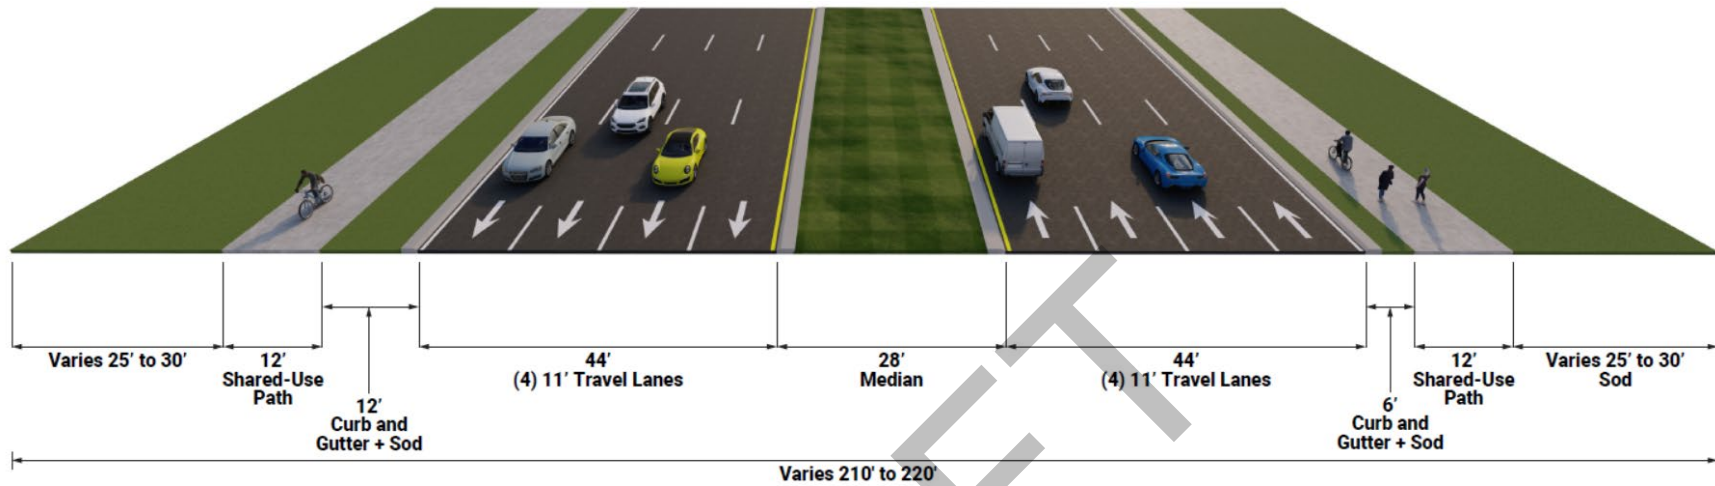 Varies 25' to 30'
12'
Shared-Use
Path
12'
Curb and
Gutter + Sod
44'
(4) 11' Travel Lanes
28'
Median
44'
(4) 11' Travel Lanes
6'
Curb and
Gutter + Sod
12'
Shared-Use
Path
Varies 25' to 30'
Sod
Varies 210' to 220'
ET